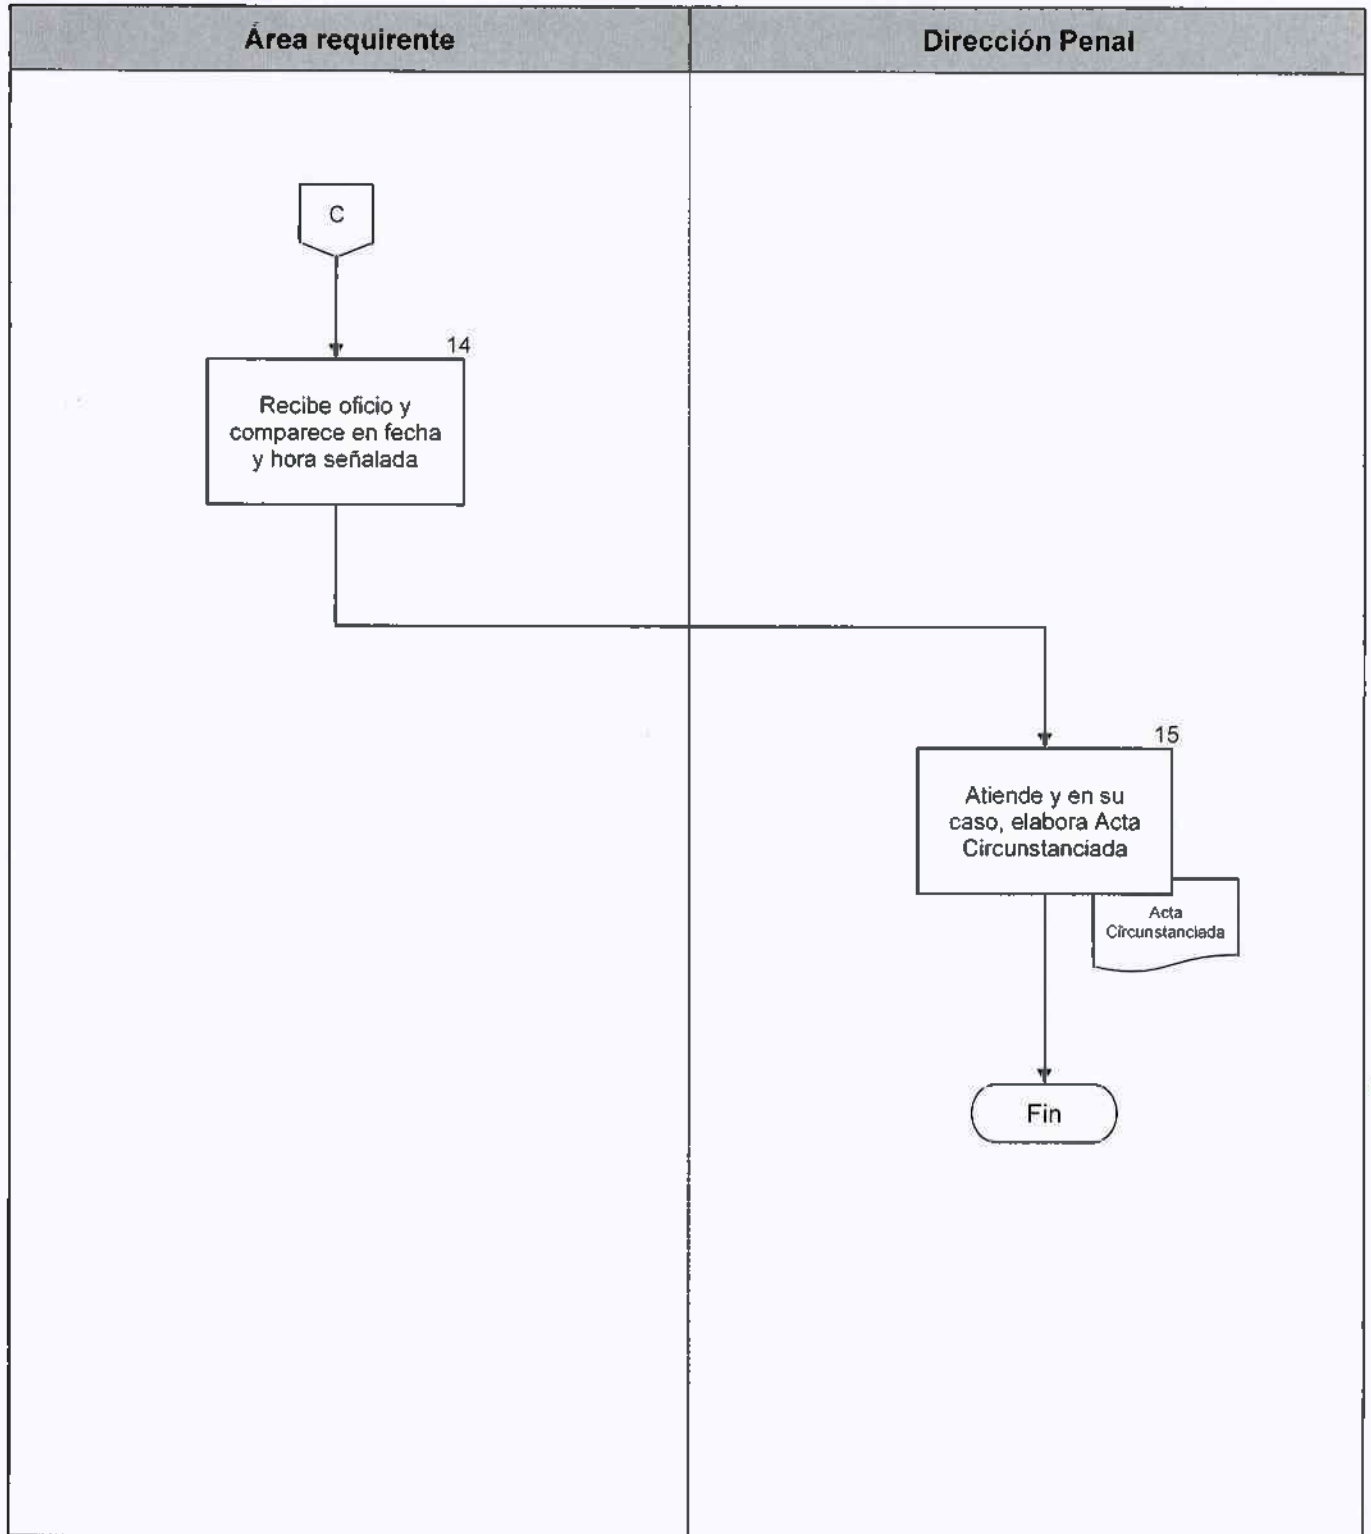 Área requirente
Dirección Penal
C
14
Recibe oficio y
comparece en fecha
y hora señalada
15
Atiende y en su
caso, elabora Acta
Circunstanciada
Acta
Circunstanciada
Fin